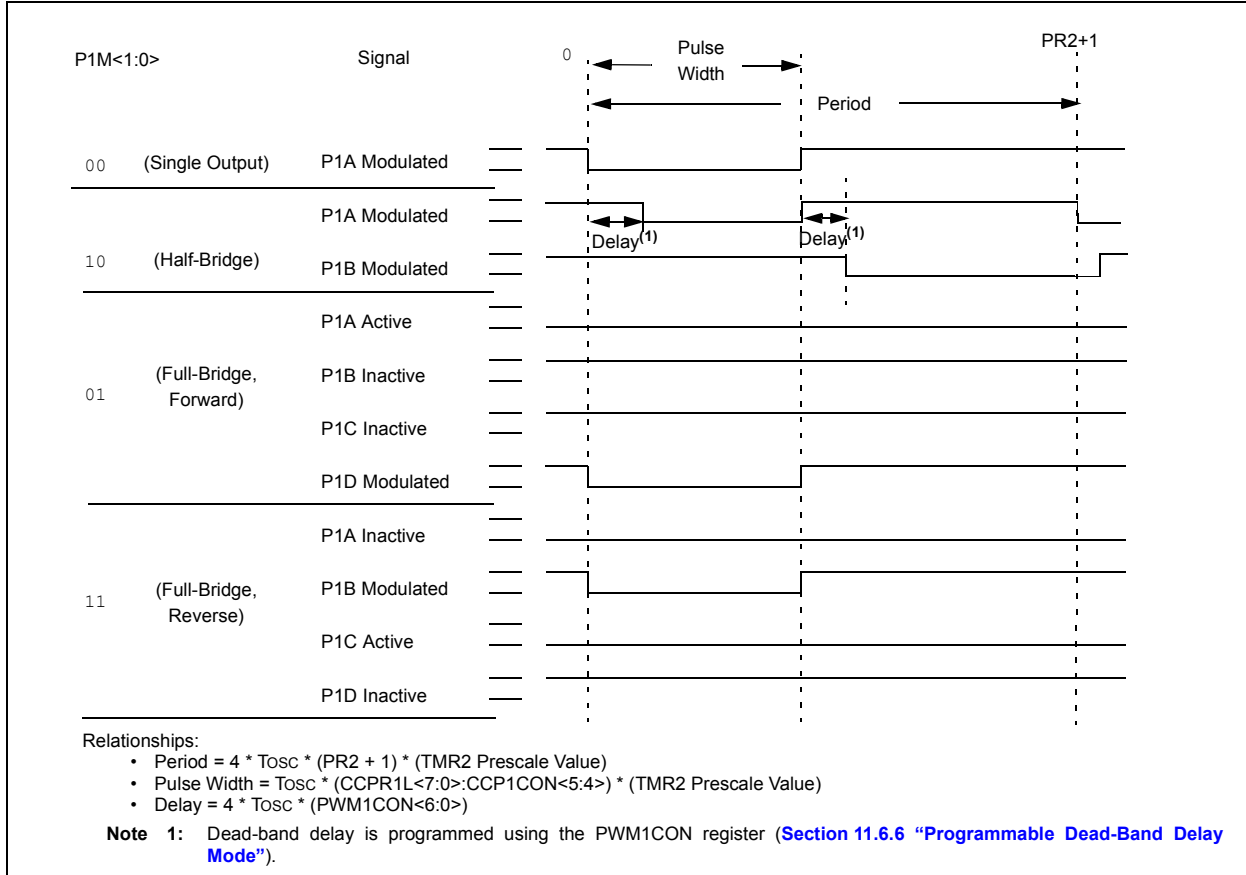 P1M<1:0> Signal 0 Pulse Width PR2+1
Period
00 (Single Output) P1A Modulated
P1A Modulated
Delay(1) Delay(1)
10 (Half-Bridge) P1B Modulated
P1A Active
01 (Full-Bridge, Forward) P1B Inactive
P1C Inactive
P1D Modulated
P1A Inactive
11 (Full-Bridge, Reverse) P1B Modulated
P1C Active
P1D Inactive
Relationships:
• Period = 4 * TOSC * (PR2 + 1) * (TMR2 Prescale Value)
• Pulse Width = TOSC * (CCPR1L<7:0>:CCP1CON<5:4>) * (TMR2 Prescale Value)
• Delay = 4 * TOSC * (PWM1CON<6:0>)
Note 1: Dead-band delay is programmed using the PWM1CON register (Section 11.6.6 “Programmable Dead-Band Delay
Mode”).